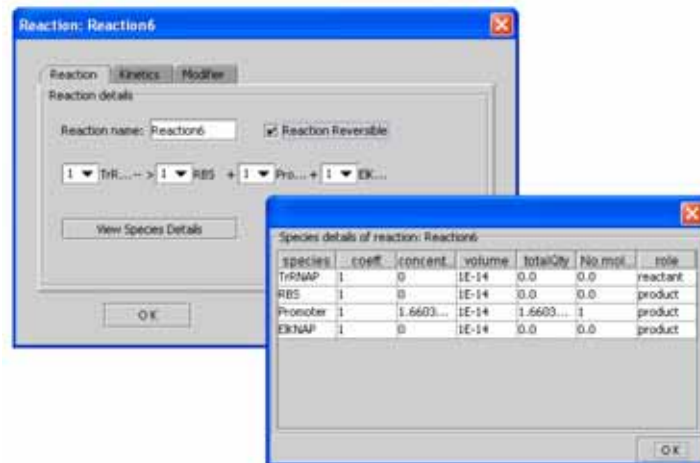 Reaction: Reaction6
Reaction Kinetics Modifier
Reaction details
Reaction name: Reaction6 Reaction Reversible
1 TrR... -- > 1 RBS + 1 Pro... + 1 EK...
View Species Details
OK
Species details of reaction: Reaction6
species coeff. concent... volume totalQty No.mol... role
TrRNAP 1 0 1E-14 0.0 0.0 reactant
RBS 1 0 1E-14 0.0 0.0 product
Promoter 1 1.6603... 1E-14 1.6603... 1 product
1 0 1E-14 0.0 0.0 product
OK